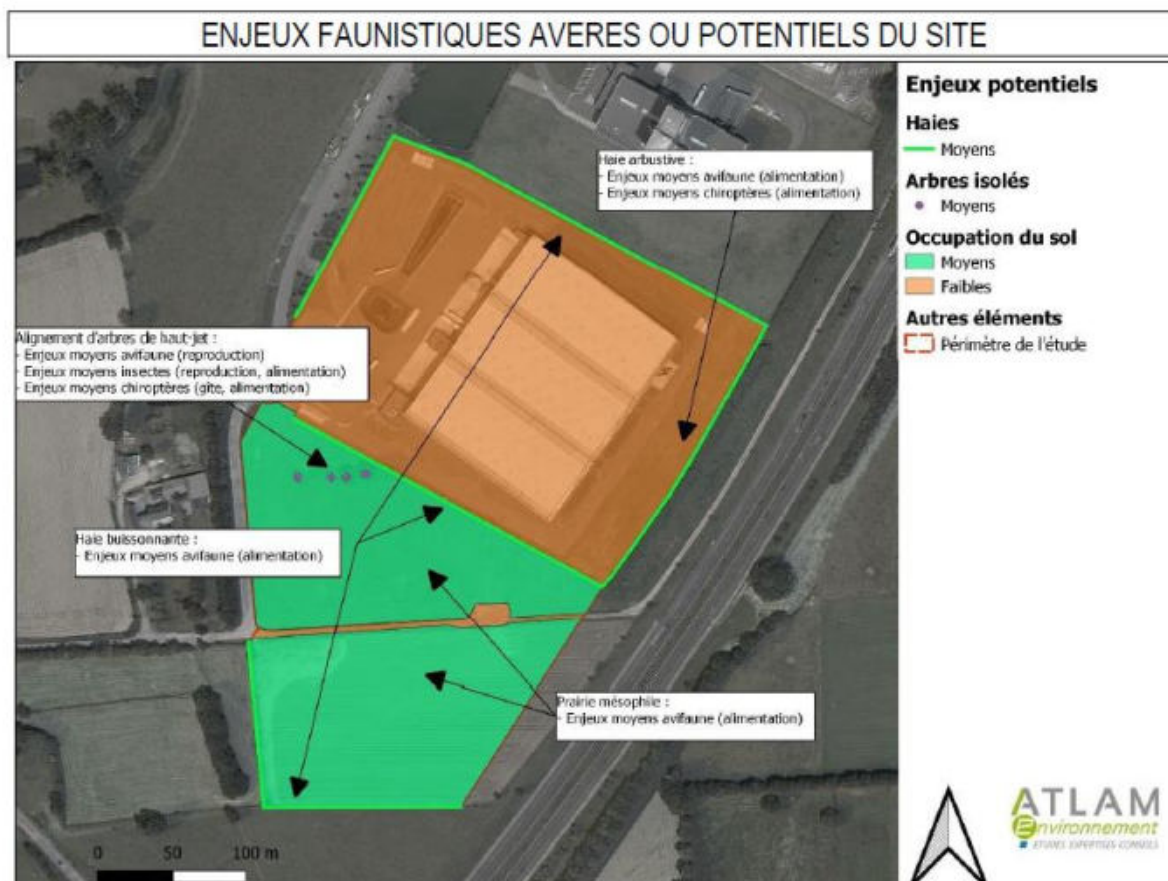 ENJEUX FAUNISTIQUES AVERES OU POTENTIELS DU SITE
Enjeux potentiels
Haies
Moyens
Arbres isolés
Moyens
Occupation du sol
Moyens
Faibles
Autres éléments
Périmètre de l'étude
Haie arbustive :
- Enjeux moyens avifaune (alimentation)
- Enjeux moyens chiroptères (alimentation)
Alignement d'arbres de haut-jet :
- Enjeux moyens avifaune (reproduction)
- Enjeux moyens insectes (reproduction, alimentation)
- Enjeux moyens chiroptères (gîte, alimentation)
Haie buissonnante :
- Enjeux moyens avifaune (alimentation)
Prairie mésophile :
- Enjeux moyens avifaune (alimentation)
0 50 100 m
ATLAM
Environnement
ETUDES EXPERTISES CONSEILS